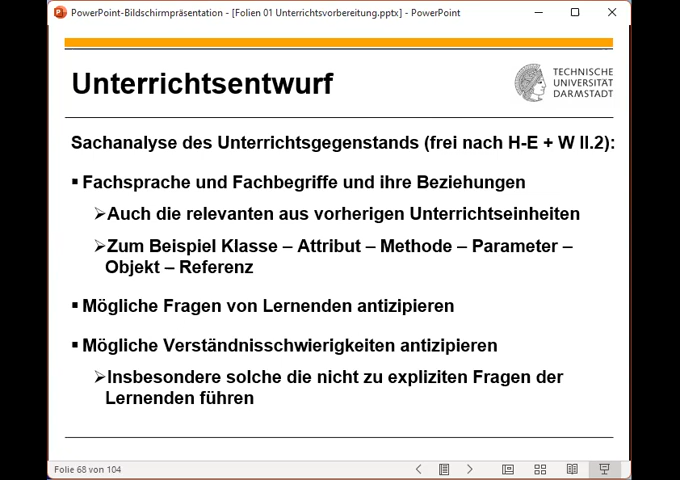 PowerPoint-Bildschirmpräsentation - [Folien 01 Unterrichtsvorbereitung.pptx] - PowerPoint
Unterrichtsentwurf
TECHNISCHE
UNIVERSITÄT
DARMSTADT
Sachanalyse des Unterrichtsgegenstands (frei nach H-E + W II.2):
▪ Fachsprache und Fachbegriffe und ihre Beziehungen
➢Auch die relevanten aus vorherigen Unterrichtseinheiten
➢Zum Beispiel Klasse – Attribut – Methode – Parameter –
Objekt – Referenz
▪ Mögliche Fragen von Lernenden antizipieren
▪ Mögliche Verständnisschwierigkeiten antizipieren
➢Insbesondere solche die nicht zu expliziten Fragen der
Lernenden führen
Folie 68 von 104